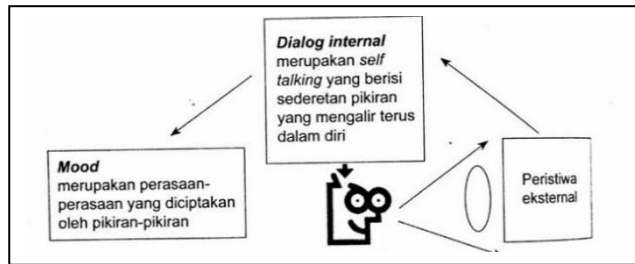 Dialog internal
merupakan self
talking yang berisi
sederetan pikiran
yang mengalir terus
dalam diri
Mood
merupakan perasaan-
perasaan yang diciptakan
oleh pikiran-pikiran
Peristiwa
eksternal